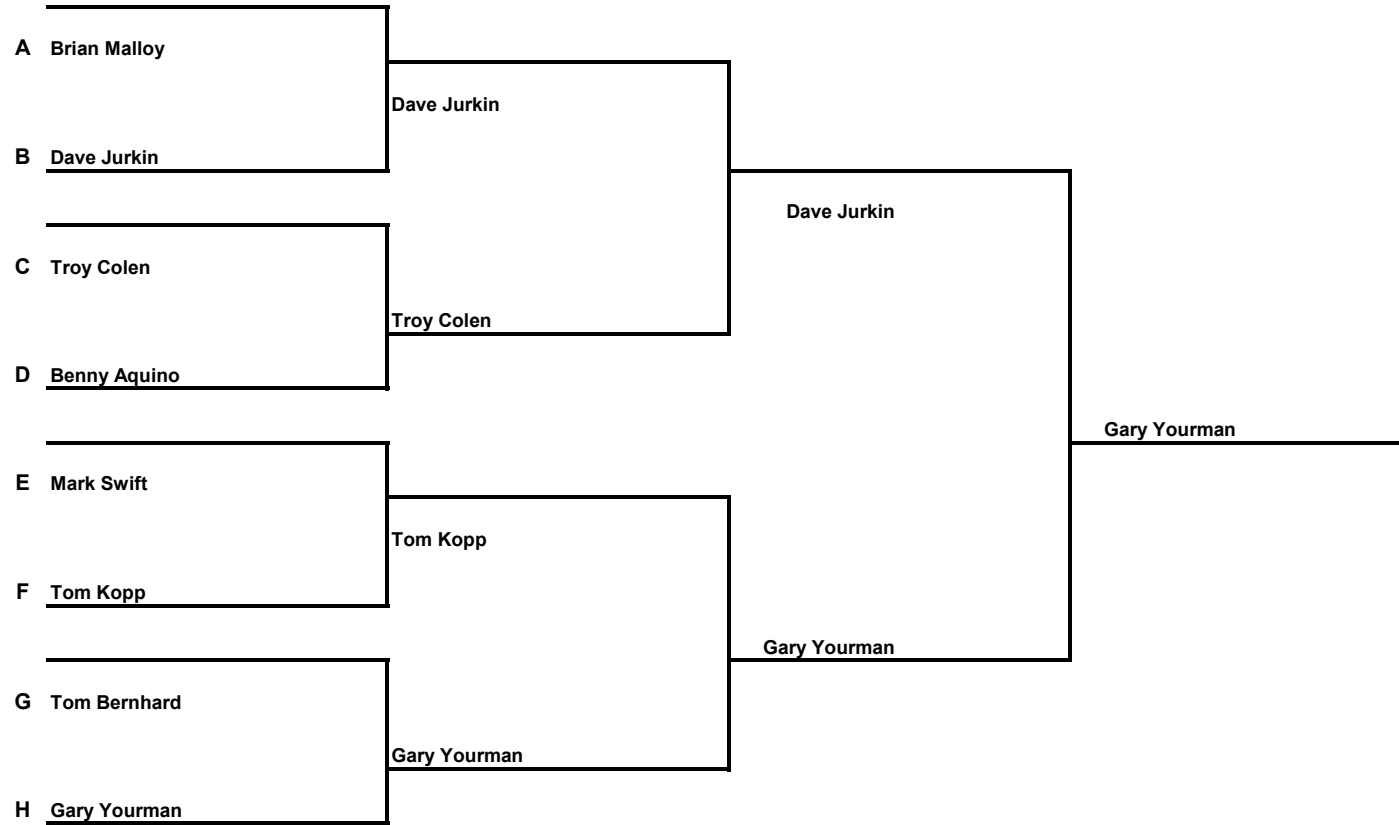 A Brian Malloy
Dave Jurkin
B Dave Jurkin
Dave Jurkin
C Troy Colen
Troy Colen
D Benny Aquino
Gary Yourman
E Mark Swift
Tom Kopp
F Tom Kopp
Gary Yourman
G Tom Bernhard
Gary Yourman
H Gary Yourman